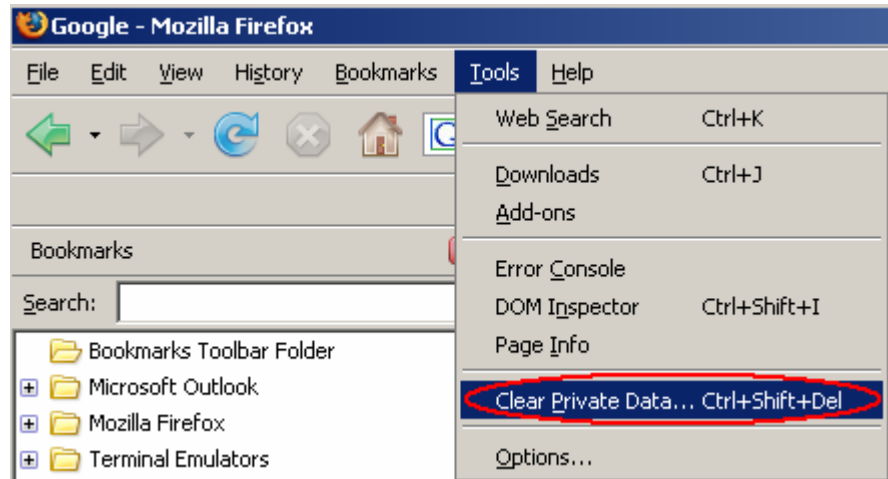 Google - Mozilla Firefox
File Edit View History Bookmarks Tools Help
G
Web Search Ctrl+K
Downloads Ctrl+J
Add-ons
Bookmarks
Error Console
Search:
DOM Inspector Ctrl+Shift+I
Page Info
Bookmarks Toolbar Folder
Microsoft Outlook
Clear Private Data... Ctrl+Shift+Del
Mozilla Firefox
Terminal Emulators
Options...